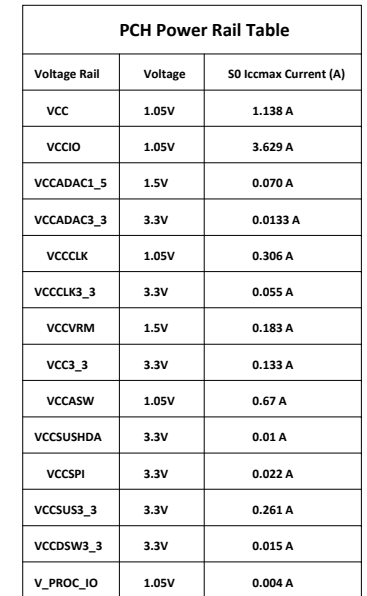 PCH Power Rail Table
Voltage Rail Voltage S0 Iccmax Current (A)
VCC 1.05V 1.138 A
VCCIO 1.05V 3.629 A
VCCADAC1_5 1.5V 0.070 A
VCCADAC3_3 3.3V 0.0133 A
VCCCLK 1.05V 0.306 A
VCCCLK3_3 3.3V 0.055 A
VCCVRM 1.5V 0.183 A
VCC3_3 3.3V 0.133 A
VCCASW 1.05V 0.67 A
VCCSUSHDA 3.3V 0.01 A
VCCSPI 3.3V 0.022 A
VCCSUS3_3 3.3V 0.261 A
VCCDSW3_3 3.3V 0.015 A
V_PROC_IO 1.05V 0.004 A